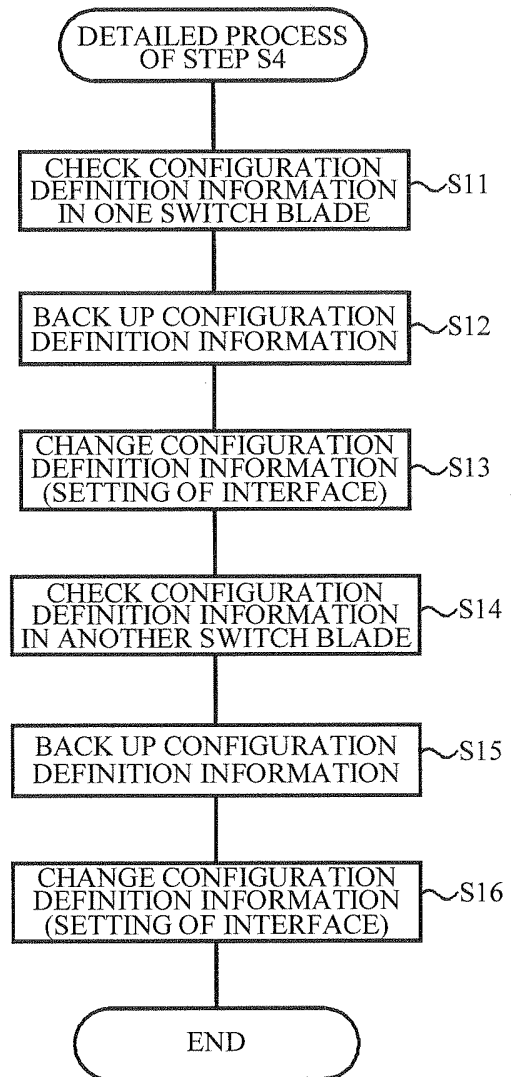 DETAILED PROCESS
OF STEP S4
CHECK CONFIGURATION
DEFINITION INFORMATION
IN ONE SWITCH BLADE
S11
BACK UP CONFIGURATION
DEFINITION INFORMATION
S12
CHANGE CONFIGURATION
DEFINITION INFORMATION
(SETTING OF INTERFACE)
S13
CHECK CONFIGURATION
DEFINITION INFORMATION
IN ANOTHER SWITCH BLADE
S14
BACK UP CONFIGURATION
DEFINITION INFORMATION
S15
CHANGE CONFIGURATION
DEFINITION INFORMATION
(SETTING OF INTERFACE)
S16
END